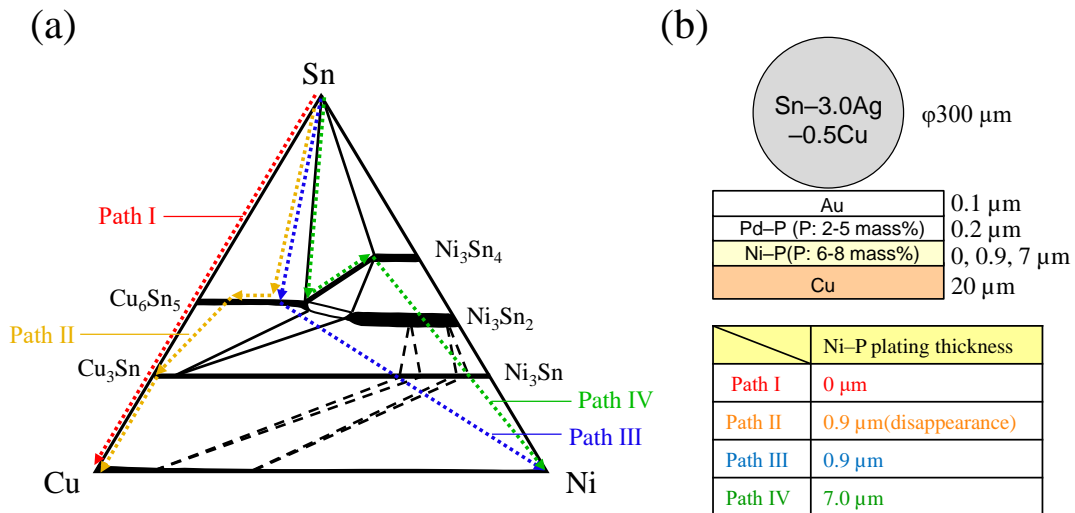 (a)
Sn
Path I
Ni₃Sn₄
Cu₆Sn₅
Ni₃Sn₂
Path II
Cu₃Sn
Ni₃Sn
Path IV
Path III
Cu
Ni
(b)
Sn–3.0Ag
–0.5Cu
φ300 µm
Au
0.1 µm
Pd–P (P: 2-5 mass%)
0.2 µm
Ni–P(P: 6-8 mass%)
0, 0.9, 7 µm
Cu
20 µm
Ni–P plating thickness
Path I
0 µm
Path II
0.9 µm(disappearance)
Path III
0.9 µm
Path IV
7.0 µm